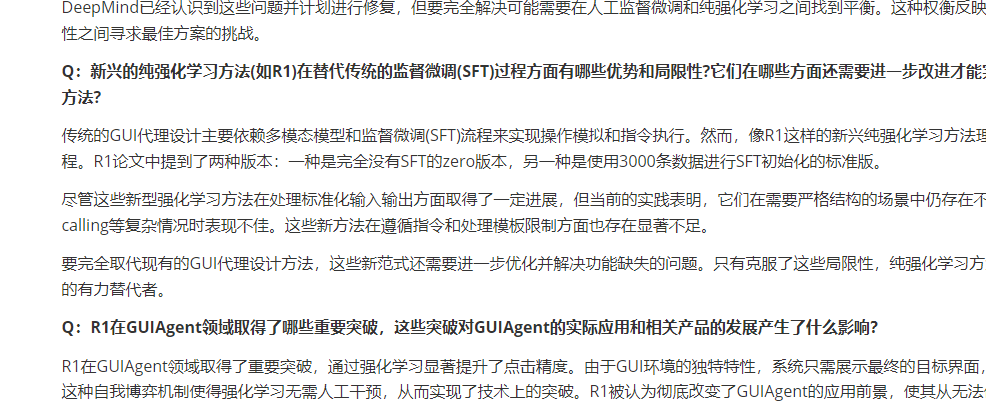 DeepMind已经认识到这些问题并计划进行修复，但要完全解决可能需要在人工监督微调和纯强化学习之间找到平衡。这种权衡反映
性之间寻求最佳方案的挑战。
Q：新兴的纯强化学习方法(如R1)在替代传统的监督微调(SFT)过程方面有哪些优势和局限性?它们在哪些方面还需要进一步改进才能完
方法?
传统的GUI代理设计主要依赖多模态模型和监督微调(SFT)流程来实现操作模拟和指令执行。然而，像R1这样的新兴纯强化学习方法理
程。R1论文中提到了两种版本：一种是完全没有SFT的zero版本，另一种是使用3000条数据进行SFT初始化的标准版。
尽管这些新型强化学习方法在处理标准化输入输出方面取得了一定进展，但当前的实践表明，它们在需要严格结构的场景中仍存在不
calling等复杂情况时表现不佳。这些新方法在遵循指令和处理模板限制方面也存在显著不足。
要完全取代现有的GUI代理设计方法，这些新范式还需要进一步优化并解决功能缺失的问题。只有克服了这些局限性，纯强化学习方
的有力替代者。
Q：R1在GUIAgent领域取得了哪些重要突破，这些突破对GUIAgent的实际应用和相关产品的发展产生了什么影响?
R1在GUIAgent领域取得了重要突破，通过强化学习显著提升了点击精度。由于GUI环境的独特特性，系统只需展示最终的目标界面，
这种自我博弈机制使得强化学习无需人工干预，从而实现了技术上的突破。R1被认为彻底改变了GUIAgent的应用前景，使其从无法